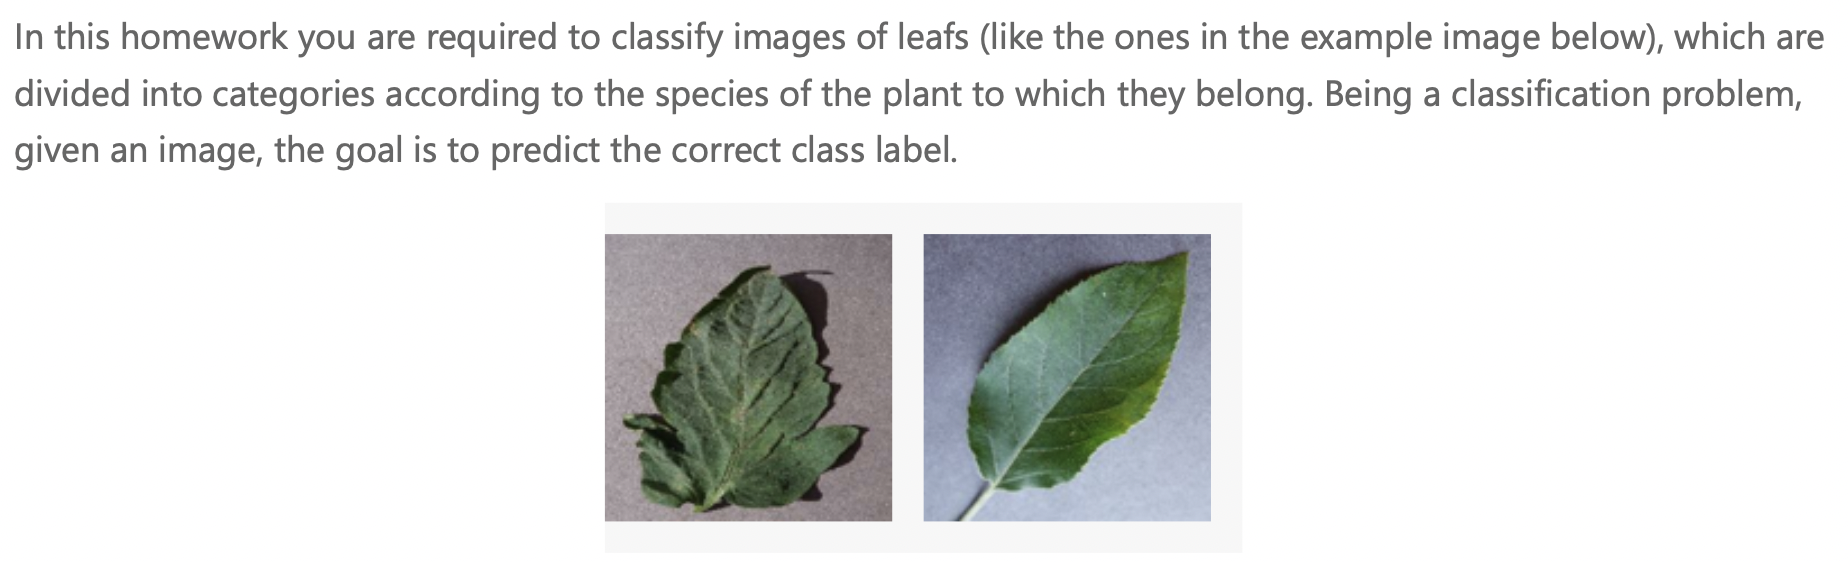 In this homework you are required to classify images of leafs (like the ones in the example image below), which are
divided into categories according to the species of the plant to which they belong. Being a classification problem,
given an image, the goal is to predict the correct class label.